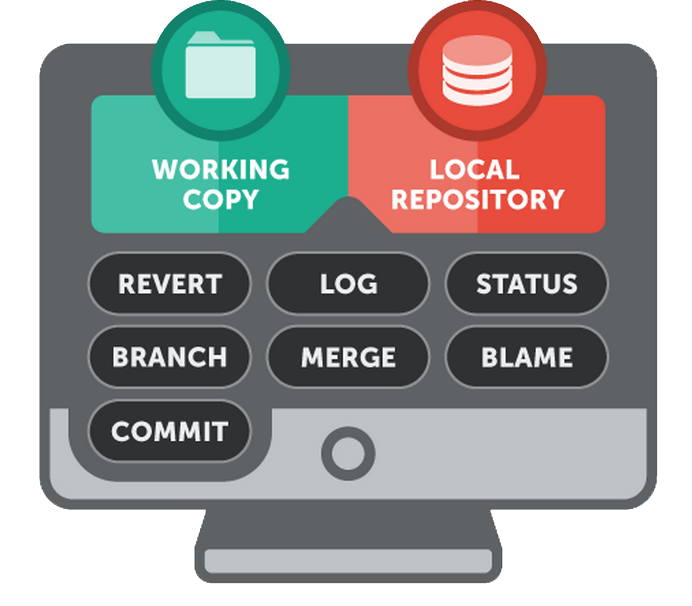 WORKING
COPY
LOCAL
REPOSITORY
REVERT
LOG
STATUS
BRANCH
MERGE
BLAME
COMMIT